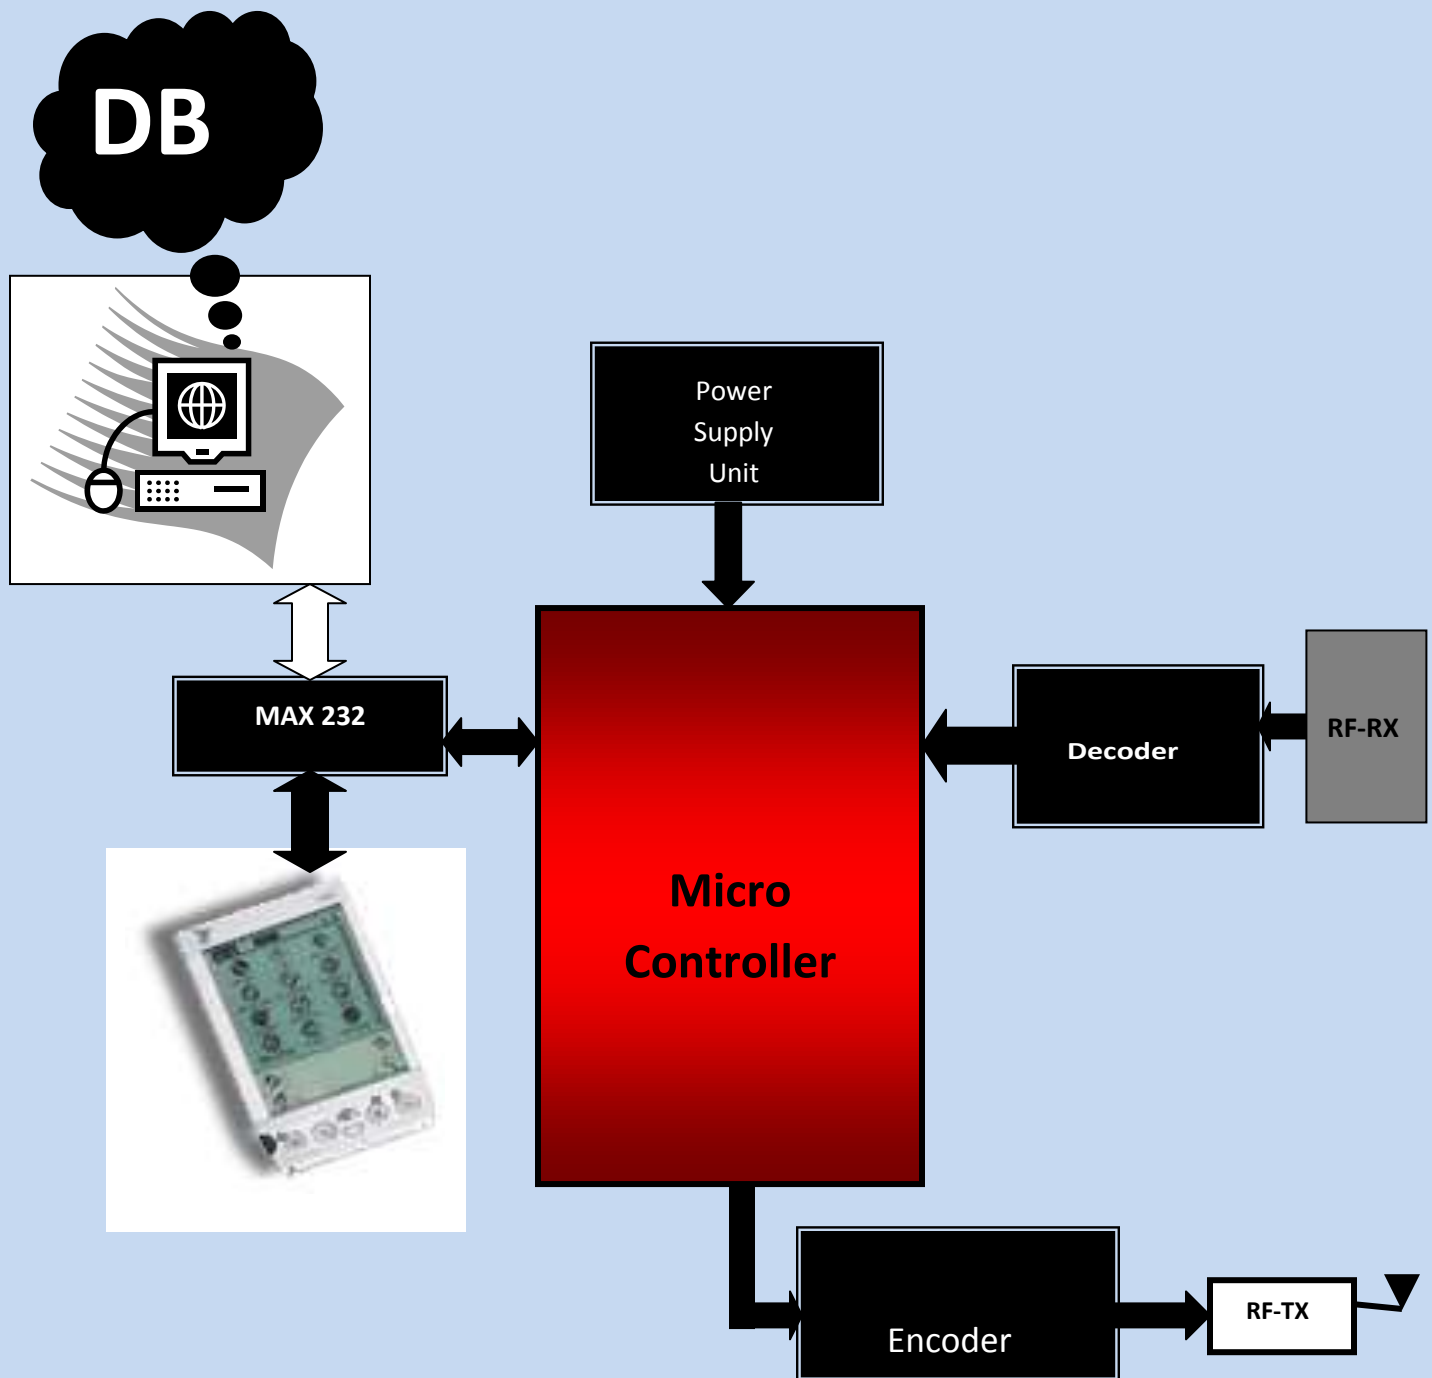 DB
Power
Supply
Unit
MAX 232
Decoder
RF-RX
Micro
Controller
Encoder
RF-TX